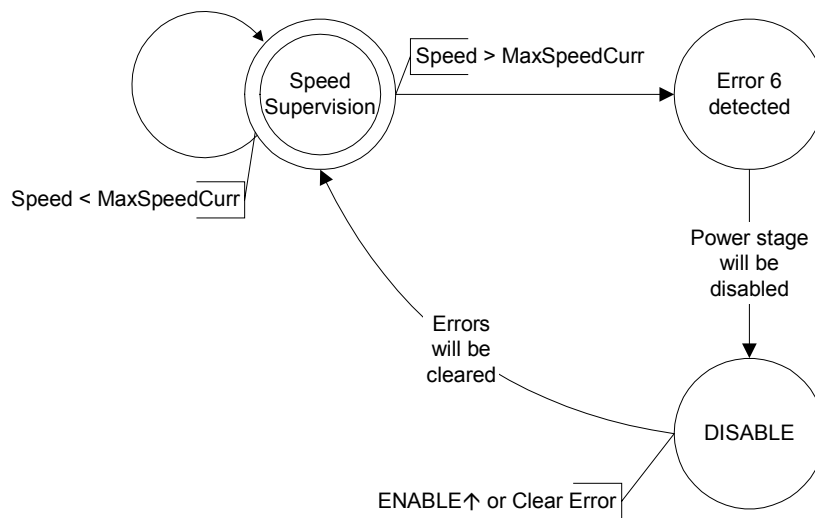 Speed > MaxSpeedCurr
Speed
Supervision
Error 6
detected
Speed < MaxSpeedCurr
Power stage
will be
disabled
Errors
will be
cleared
DISABLE
ENABLE↑ or Clear Error